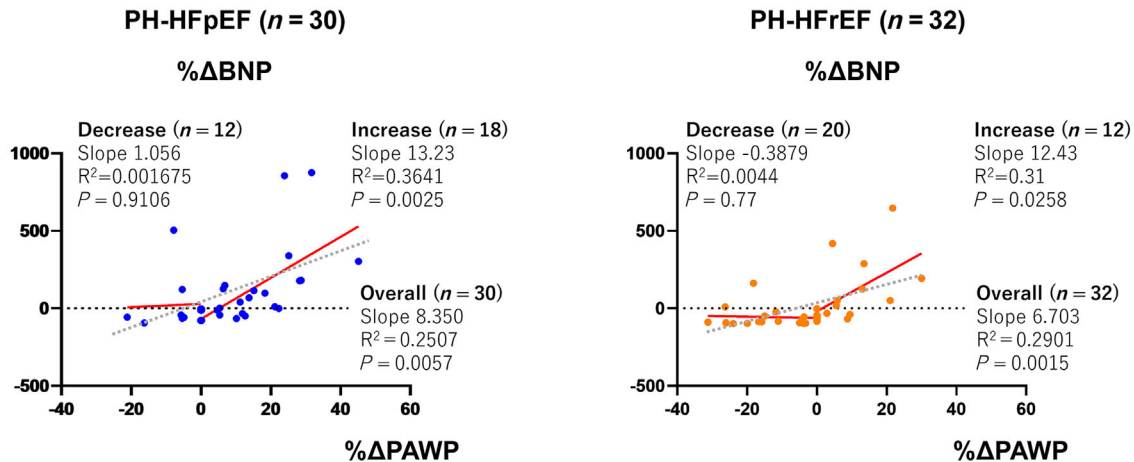 PH-HFpEF (n = 30)
%ΔBNP
Decrease (n = 12)
Slope 1.056
R²=0.001675
P = 0.9106
Increase (n = 18)
Slope 13.23
R²=0.3641
P = 0.0025
1000
500
0
-500
Overall (n = 30)
Slope 8.350
R² = 0.2507
P = 0.0057
-40 -20 0 20 40 60
%ΔPAWP
PH-HFrEF (n = 32)
%ΔBNP
Decrease (n = 20)
Slope -0.3879
R²=0.0044
P = 0.77
Increase (n = 12)
Slope 12.43
R² = 0.31
P = 0.0258
1000
500
0
-500
Overall (n = 32)
Slope 6.703
R² = 0.2901
P = 0.0015
-40 -20 0 20 40 60
%ΔPAWP